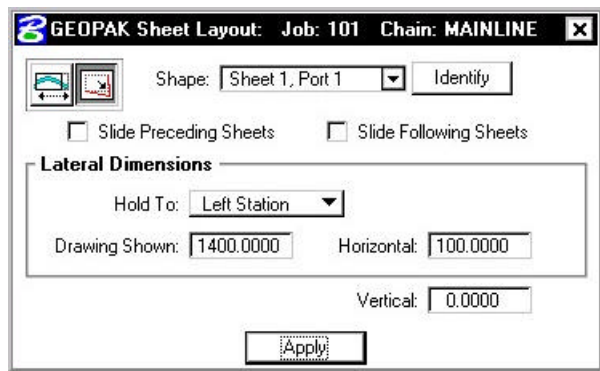 GEOPAK Sheet Layout: Job: 101 Chain: MAINLINE
Shape: Sheet 1, Port 1 Identify
Slide Preceding Sheets Slide Following Sheets
Lateral Dimensions
Hold To: Left Station
Drawing Shown: 1400.0000 Horizontal: 100.0000
Vertical: 0.0000
Apply